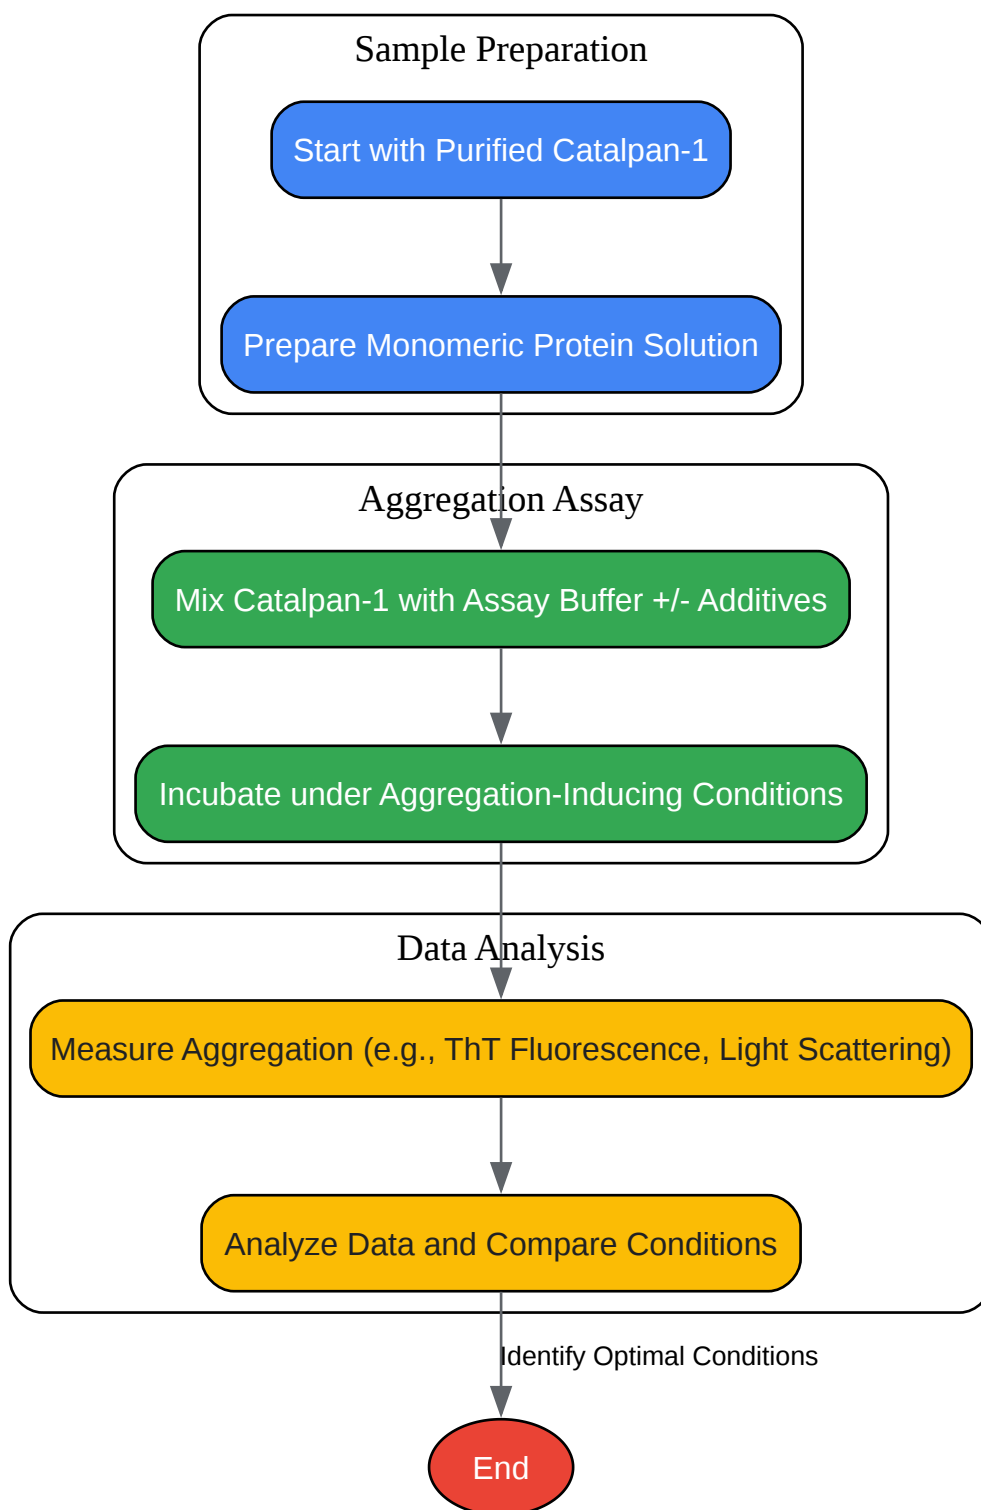 Sample Preparation
Start with Purified Catalpan-1
Prepare Monomeric Protein Solution
Aggregation Assay
Mix Catalpan-1 with Assay Buffer +/- Additives
Incubate under Aggregation-Inducing Conditions
Data Analysis
Measure Aggregation (e.g., ThT Fluorescence, Light Scattering)
Analyze Data and Compare Conditions
Identify Optimal Conditions
End